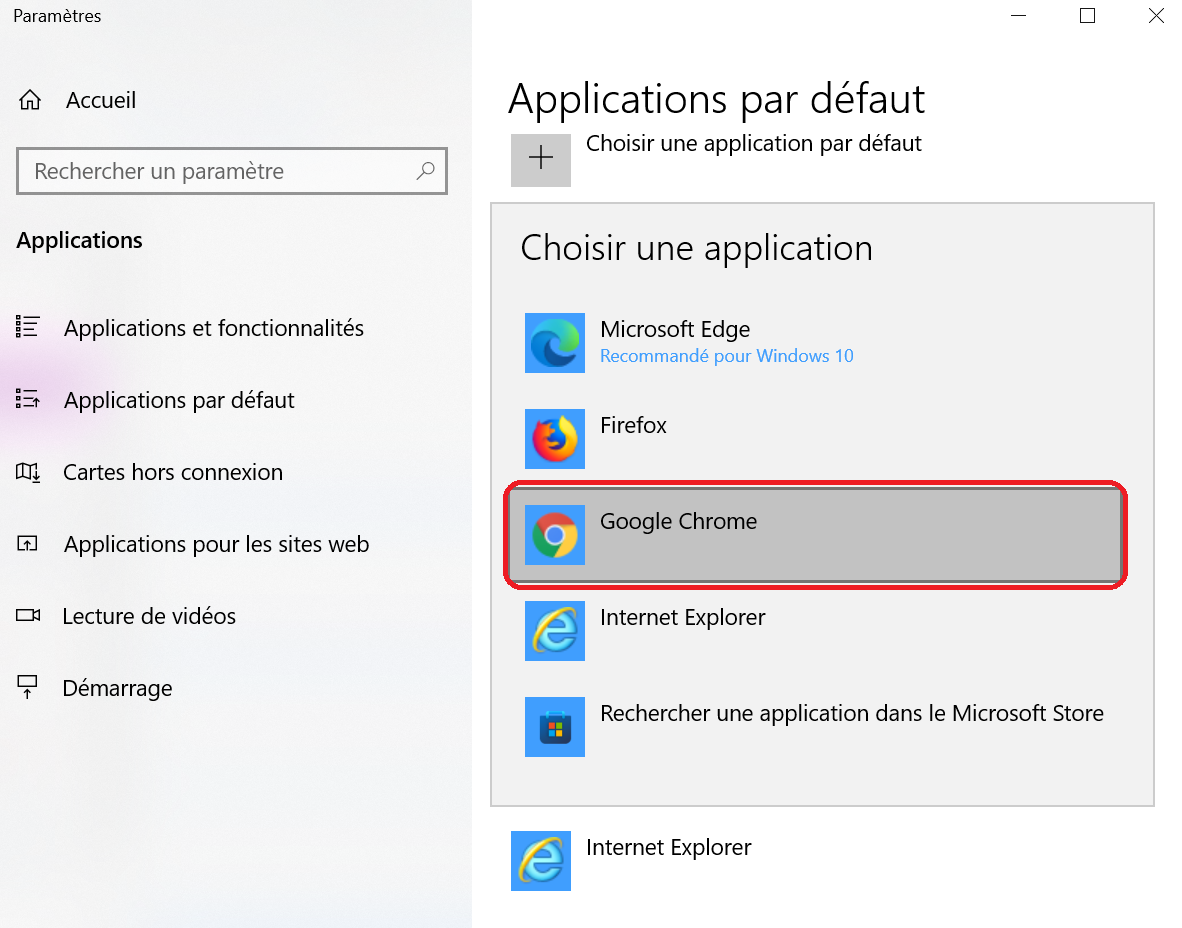 Paramètres
Accueil
Rechercher un paramètre
Applications
Applications et fonctionnalités
Applications par défaut
Cartes hors connexion
Applications pour les sites web
Lecture de vidéos
Démarrage
Applications par défaut
Choisir une application par défaut
Choisir une application
Microsoft Edge
Recommandé pour Windows 10
Firefox
Google Chrome
Internet Explorer
Rechercher une application dans le Microsoft Store
Internet Explorer